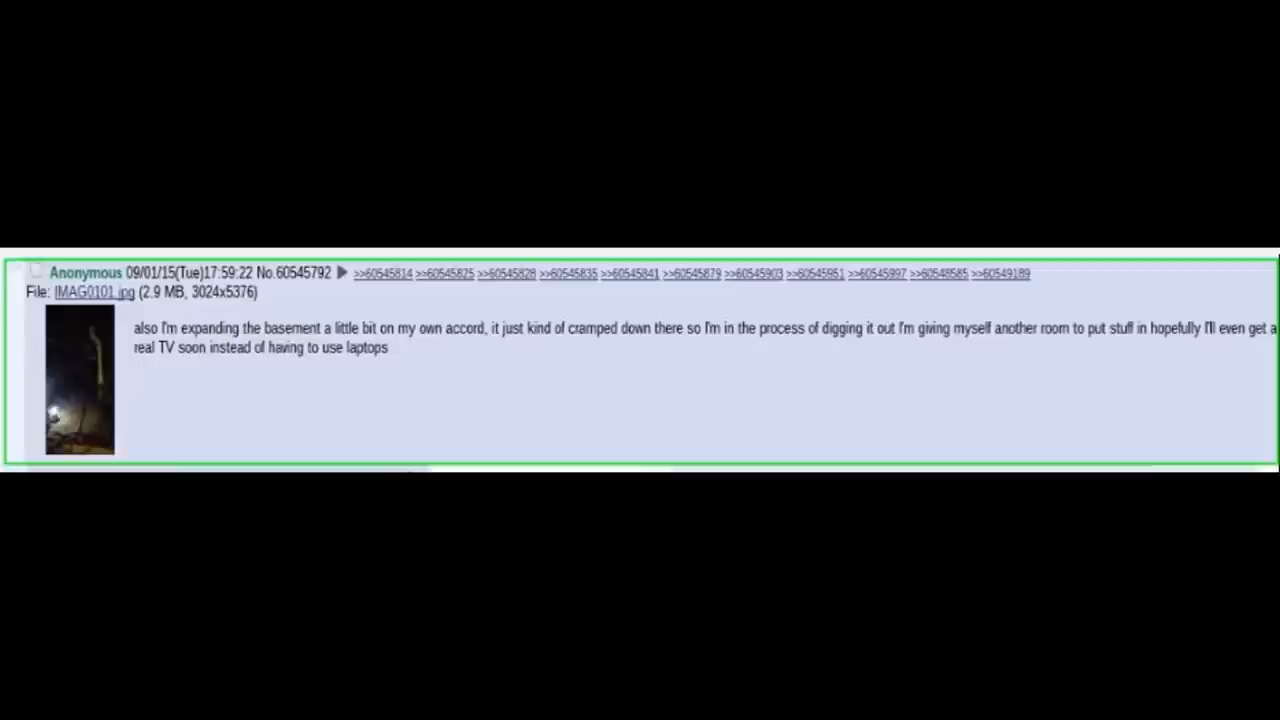 Anonymous 09/01/15(Tue)17:59:22 No.60545792 ▶ >>60545814 >>60545825 >>60545828 >>60545835 >>60545841 >>60545879 >>60545903 >>60545951 >>60545997 >>60548585 >>60549189
File: IMAG0101.jpg (2.9 MB, 3024x5376)
also I'm expanding the basement a little bit on my own accord, it just kind of cramped down there so I'm in the process of digging it out I'm giving myself another room to put stuff in hopefully I'll even get a
real TV soon instead of having to use laptops